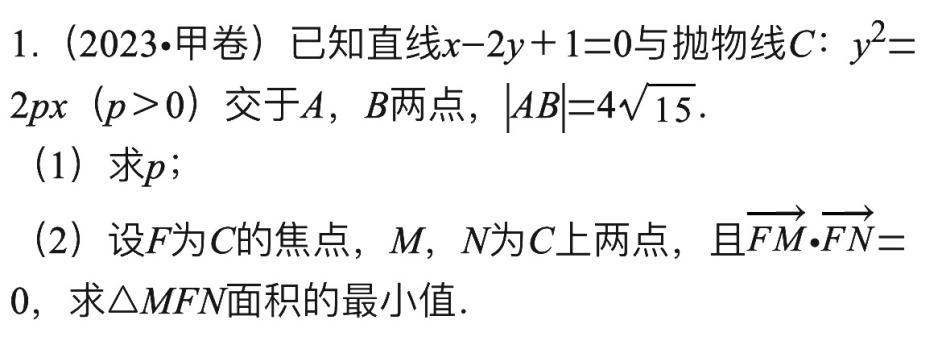 1.（2023•甲卷）已知直线x−2y+1=0与抛物线C：y²=
2px（p>0）交于A，B两点，|AB|=4√15.
（1）求p；
（2）设F为C的焦点，M，N为C上两点，且\overrightarrow{FM}•\overrightarrow{FN}=
0，求△MFN面积的最小值.